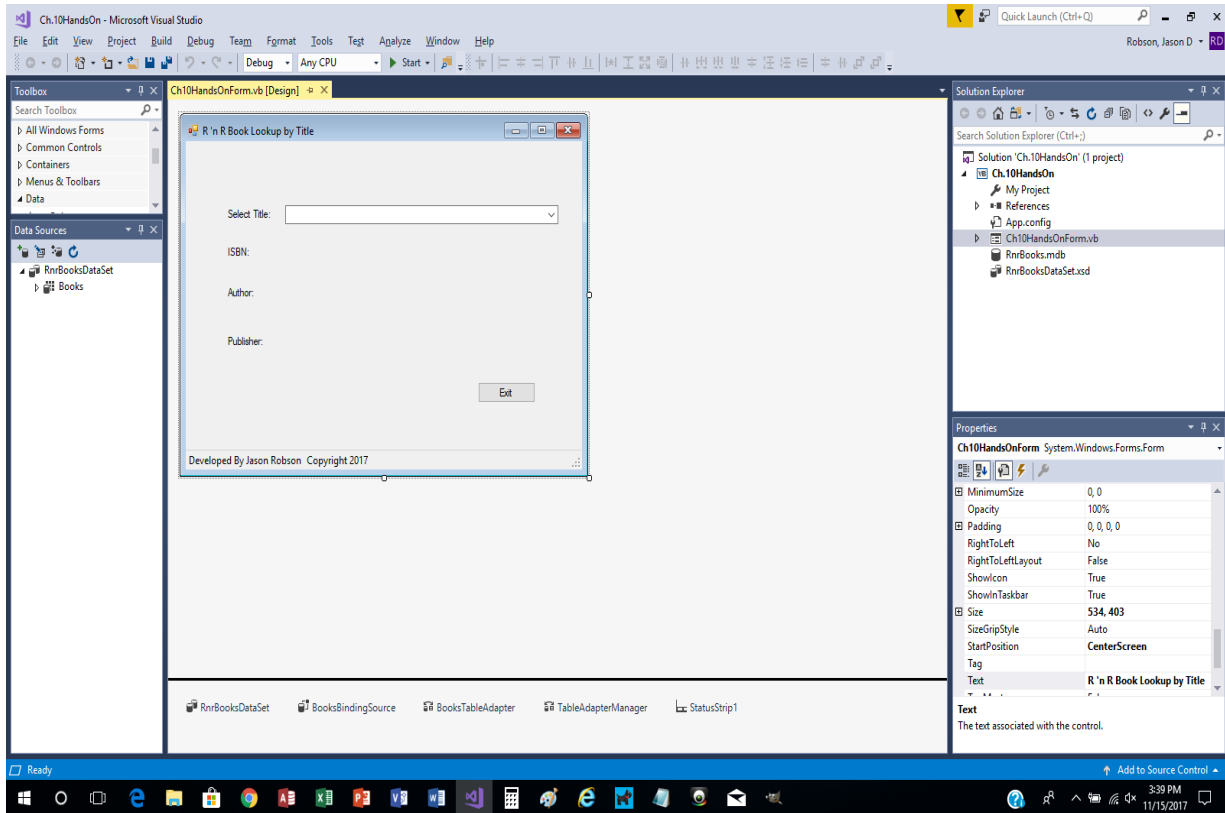 Ch.10HandsOn - Microsoft Visual Studio
Quick Launch (Ctrl+Q)
File Edit View Project Build Debug Team Format Tools Test Analyze Window Help
Robson, Jason D RD
Debug Any CPU Start
Toolbox
Search Toolbox
All Windows Forms
Common Controls
Containers
Menus & Toolbars
Data
Data Sources
RnrBooksDataSet
Books
Ch10HandsOnForm.vb [Design]
R 'n R Book Lookup by Title
Select Title:
ISBN:
Author:
Publisher:
Exit
Developed By Jason Robson Copyright 2017
RnrBooksDataSet BooksBindingSource BooksTableAdapter TableAdapterManager StatusStrip1
Solution Explorer
Search Solution Explorer (Ctrl+;)
Solution 'Ch.10HandsOn' (1 project)
VB Ch.10HandsOn
My Project
References
App.config
Ch10HandsOnForm.vb
RnrBooks.mdb
RnrBooksDataSet.xsd
Properties
Ch10HandsOnForm System.Windows.Forms.Form
MinimumSize 0, 0
Opacity 100%
Padding 0, 0, 0, 0
RightToLeft No
RightToLeftLayout False
ShowIcon True
ShowInTaskbar True
Size 534, 403
SizeGripStyle Auto
StartPosition CenterScreen
Tag
Text R 'n R Book Lookup by Title
Text
The text associated with the control.
Ready
Add to Source Control
3:39 PM
11/15/2017